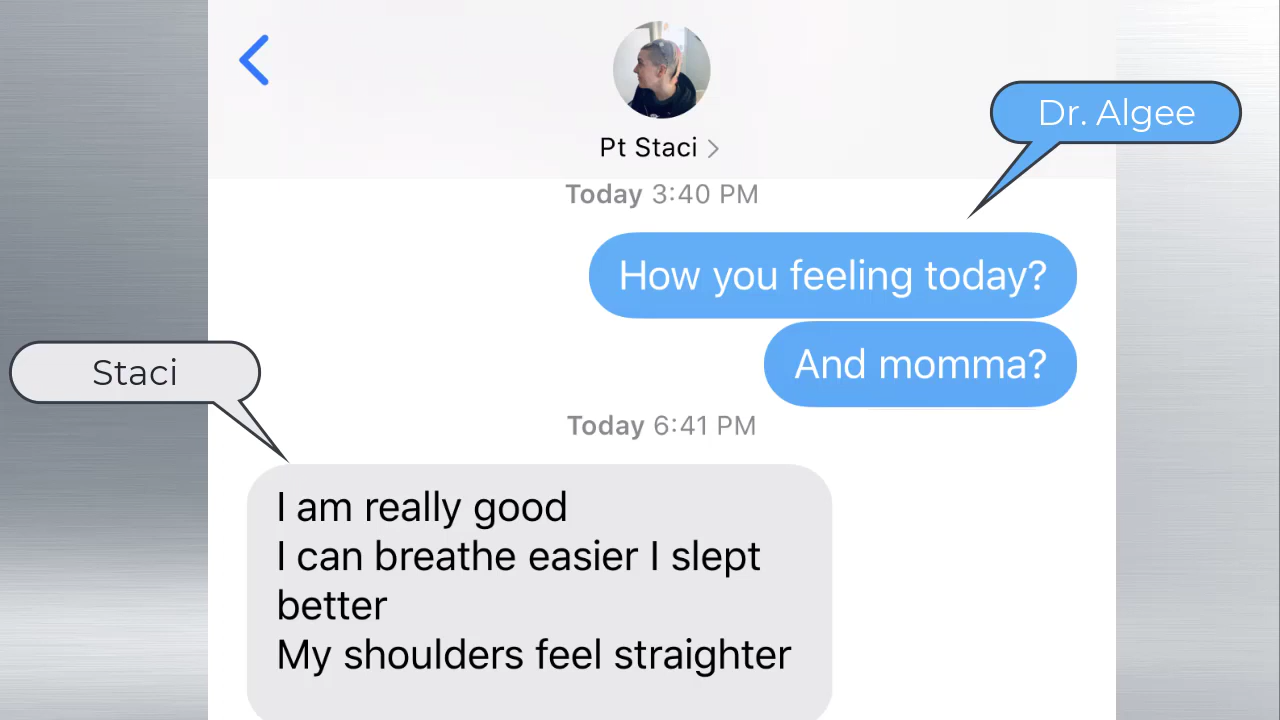 Pt Staci
Dr. Algee
Today 3:40 PM
How you feeling today?
And momma?
Staci
Today 6:41 PM
I am really good
I can breathe easier I slept
better
My shoulders feel straighter